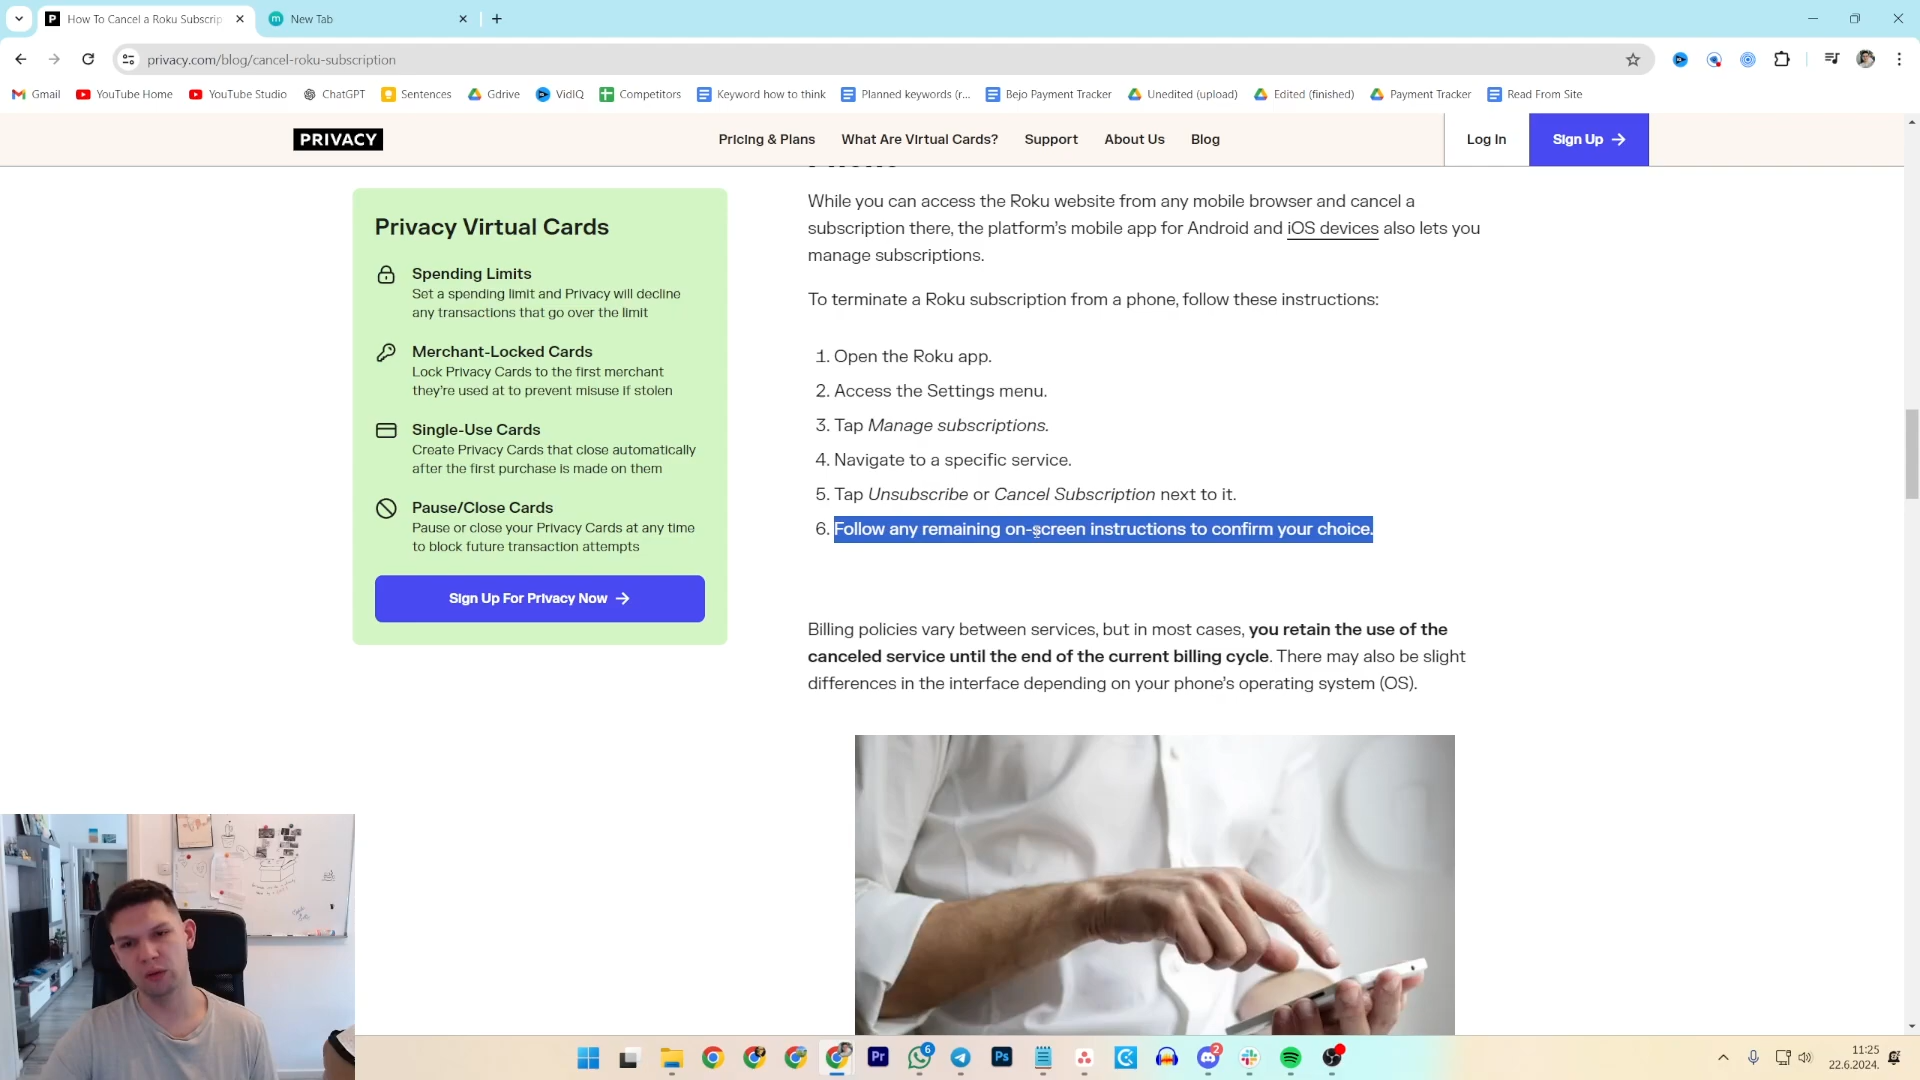 How To Cancel a Roku Subscrip
New Tab
privacy.com/blog/cancel-roku-subscription
Gmail
YouTube Home
YouTube Studio
ChatGPT
Sentences
Gdrive
VidIQ
Competitors
Keyword how to think
Planned keywords (r...
Bejo Payment Tracker
Unedited (upload)
Edited (finished)
Payment Tracker
Read From Site
PRIVACY
Pricing & Plans
What Are Virtual Cards?
Support
About Us
Blog
Log In
Sign Up
Privacy Virtual Cards
Spending Limits
Set a spending limit and Privacy will decline
any transactions that go over the limit
Merchant-Locked Cards
Lock Privacy Cards to the first merchant
they're used at to prevent misuse if stolen
Single-Use Cards
Create Privacy Cards that close automatically
after the first purchase is made on them
Pause/Close Cards
Pause or close your Privacy Cards at any time
to block future transaction attempts
Sign Up For Privacy Now
While you can access the Roku website from any mobile browser and cancel a
subscription there, the platform's mobile app for Android and iOS devices also lets you
manage subscriptions.
To terminate a Roku subscription from a phone, follow these instructions:
1. Open the Roku app.
2. Access the Settings menu.
3. Tap Manage subscriptions.
4. Navigate to a specific service.
5. Tap Unsubscribe or Cancel Subscription next to it.
6. Follow any remaining on-screen instructions to confirm your choice.
Billing policies vary between services, but in most cases, you retain the use of the
canceled service until the end of the current billing cycle. There may also be slight
differences in the interface depending on your phone's operating system (OS).
11:25
22.6.2024.